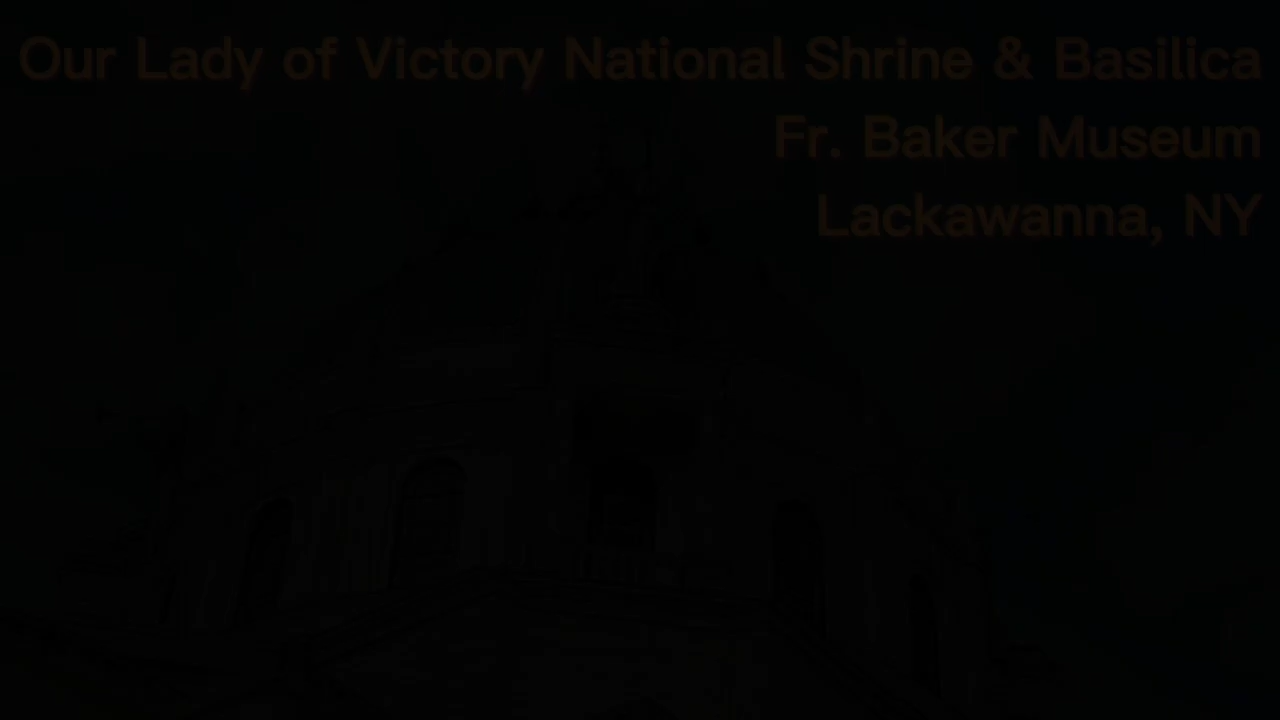 Our Lady of Victory National Shrine & Basilica
Fr. Baker Museum
Lackawanna, NY